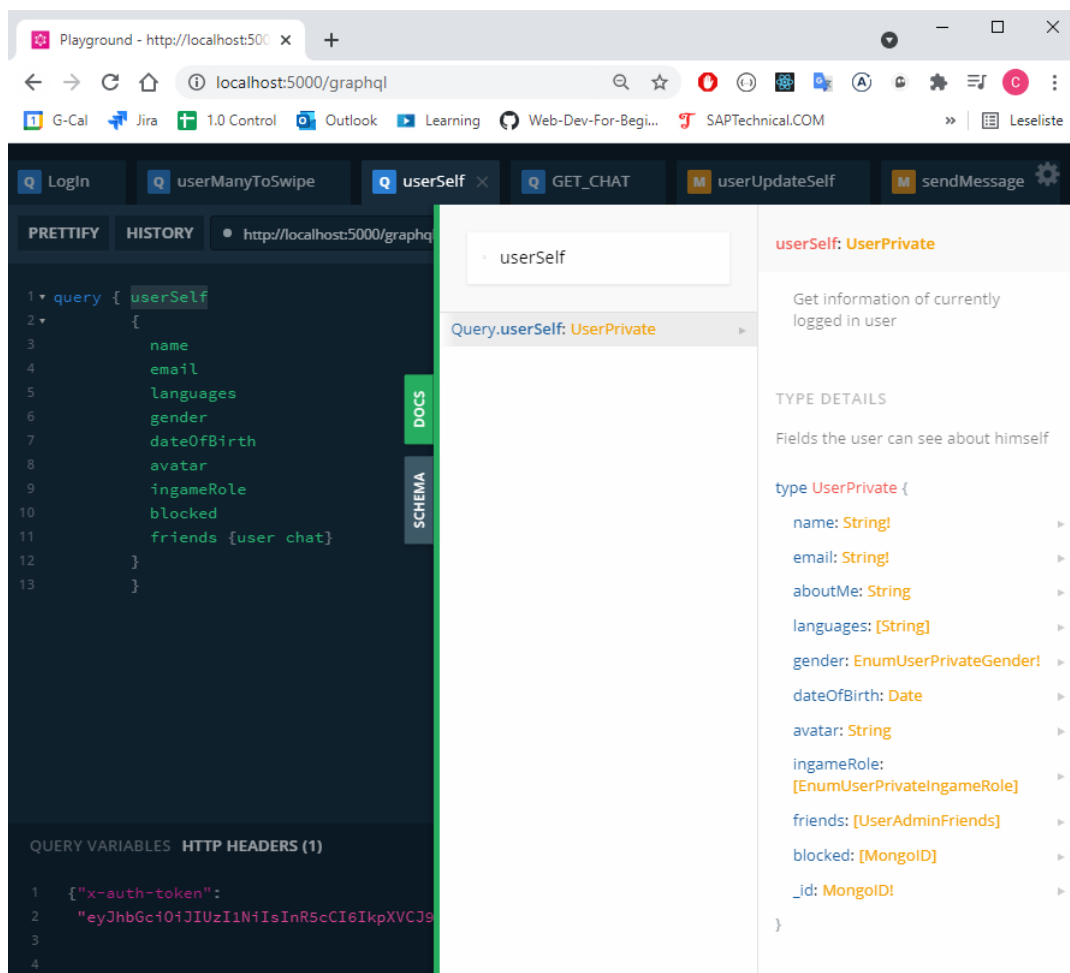 Playground - http://localhost:500
localhost:5000/graphql
G-Cal Jira 1.0 Control Outlook Learning Web-Dev-For-Begi... SAPTechnical.COM » Leseliste
Q LogIn Q userManyToSwipe Q userSelf Q GET_CHAT M userUpdateSelf M sendMessage
PRETTIFY HISTORY http://localhost:5000/graphq
1 query { userSelf
2 {
3 name
4 email
5 languages
6 gender
7 dateOfBirth
8 avatar
9 ingameRole
10 blocked
11 friends {user chat}
12 }
13 }
DOCS
SCHEMA
QUERY VARIABLES HTTP HEADERS (1)
1 {"x-auth-token":
2 "eyJhbGciOiJIUzI1NiIsInR5cCI6IkpXVCJ9
3
4
userSelf
Query.userSelf: UserPrivate
userSelf: UserPrivate
Get information of currently
logged in user
TYPE DETAILS
Fields the user can see about himself
type UserPrivate {
name: String!
email: String!
aboutMe: String
languages: [String]
gender: EnumUserPrivateGender!
dateOfBirth: Date
avatar: String
ingameRole:
[EnumUserPrivateIngameRole]
friends: [UserAdminFriends]
blocked: [MongoID]
_id: MongoID!
}